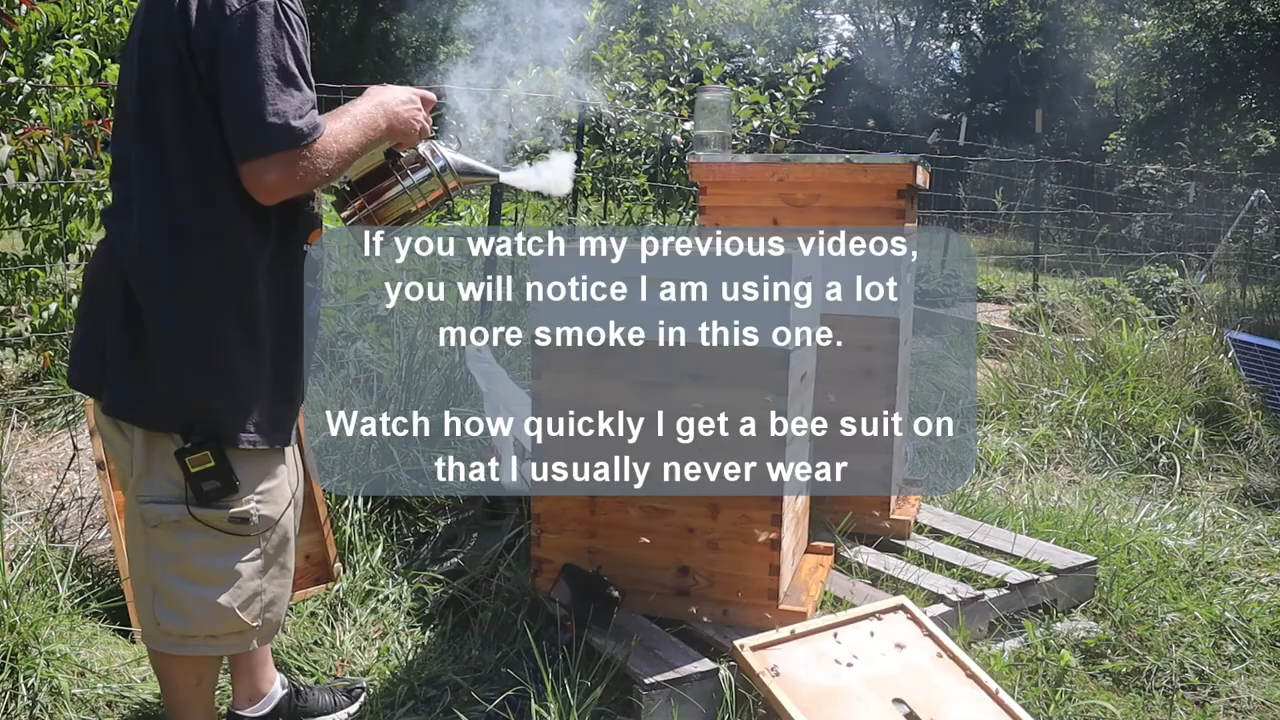 If you watch my previous videos,
you will notice I am using a lot
more smoke in this one.
Watch how quickly I get a bee suit on
that I usually never wear